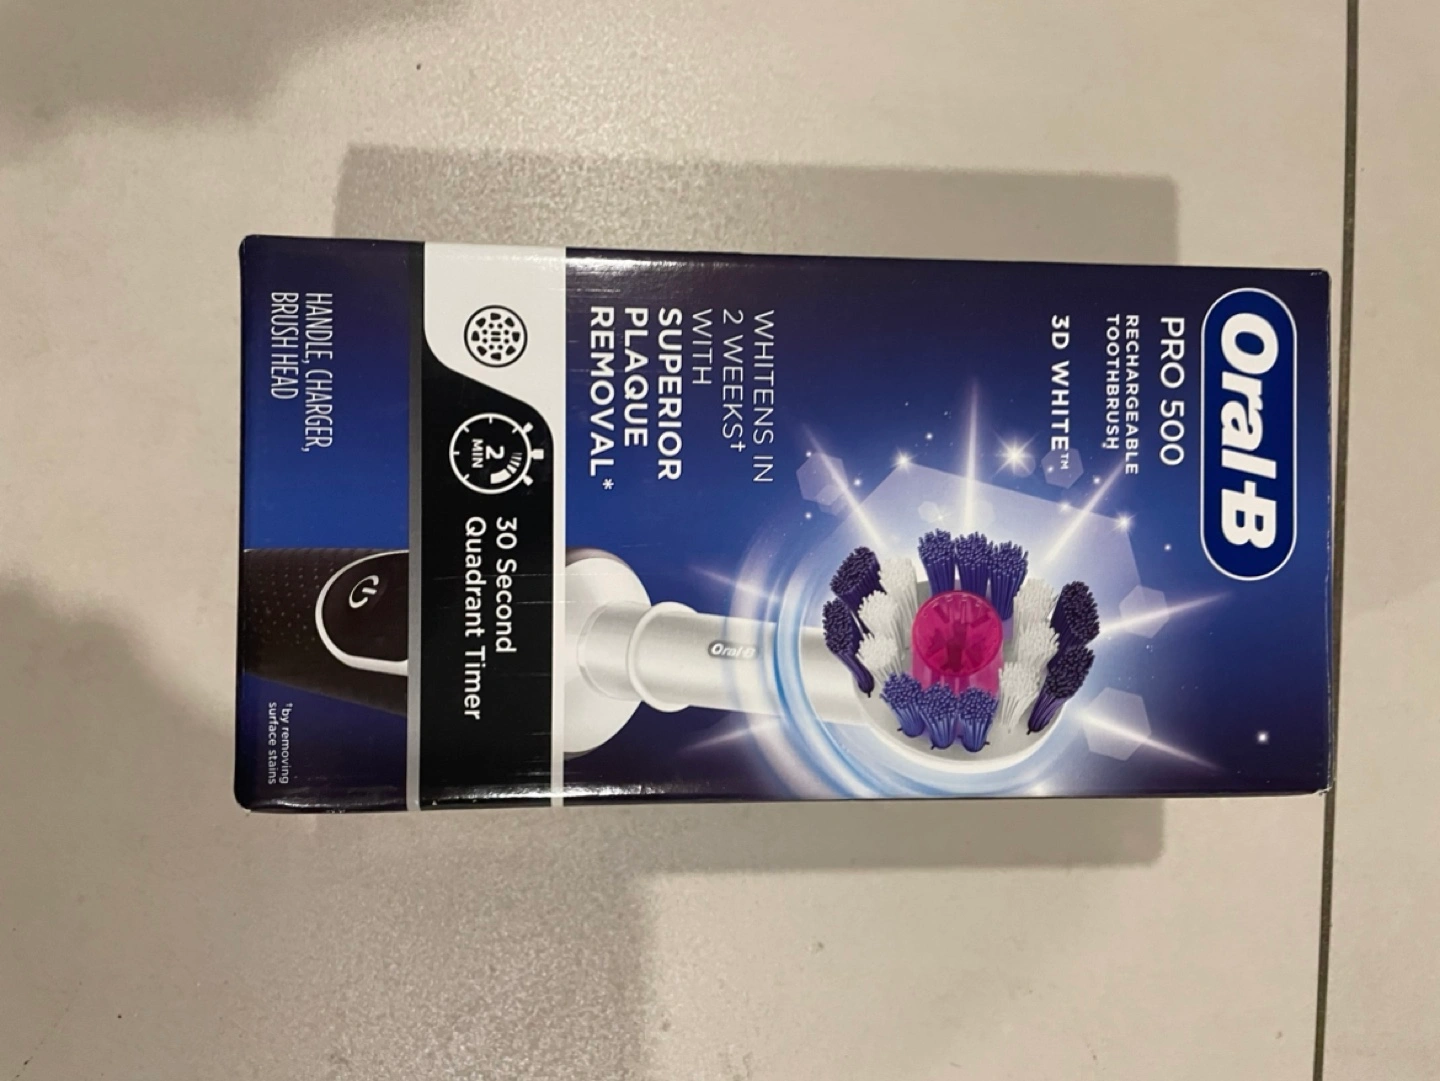 Oral-B
PRO 500
RECHARGEABLE
TOOTHBRUSH
3D WHITE™
WHITENS IN
2 WEEKS†
WITH
SUPERIOR
PLAQUE
REMOVAL*
Oral-B
2
MIN
30 Second
Quadrant Timer
HANDLE, CHARGER,
BRUSH HEAD
†by removing
surface stains